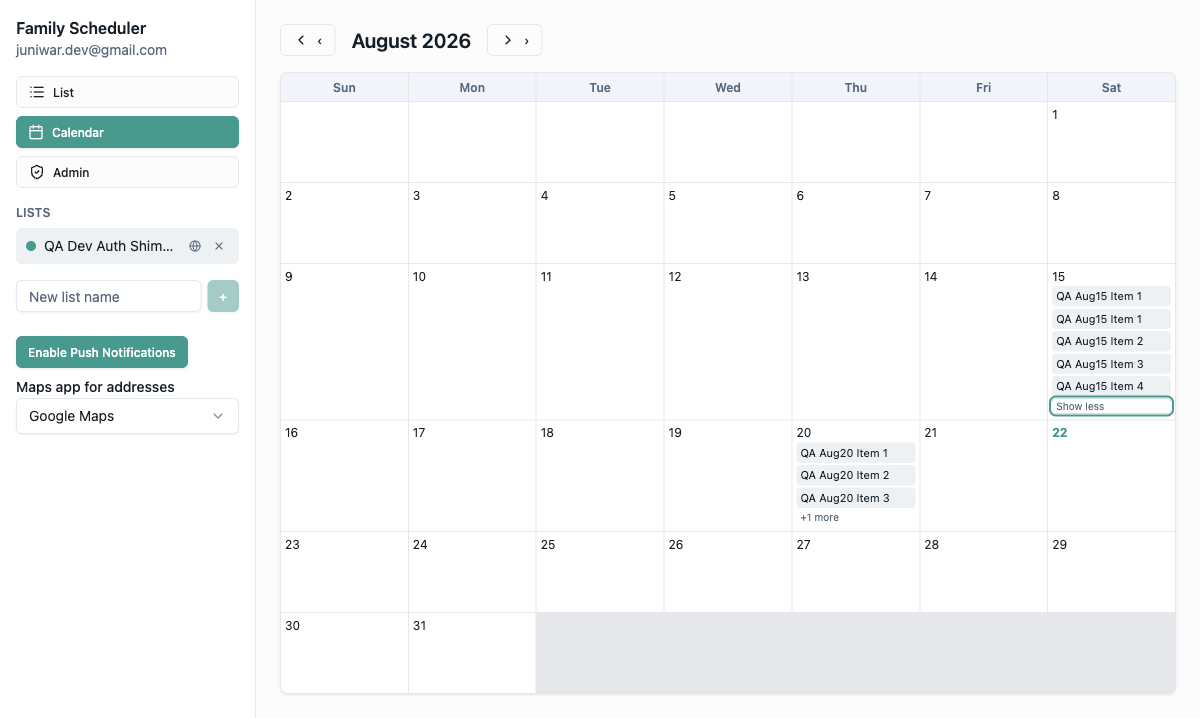 Family Scheduler
juniwar.dev@gmail.com
List
Calendar
Admin
LISTS
QA Dev Auth Shim...
New list name
+
Enable Push Notifications
Maps app for addresses
Google Maps
‹ August 2026 ›
Sun Mon Tue Wed Thu Fri Sat
1
2 3 4 5 6 7 8
9 10 11 12 13 14 15
QA Aug15 Item 1
QA Aug15 Item 1
QA Aug15 Item 2
QA Aug15 Item 3
QA Aug15 Item 4
Show less
16 17 18 19 20 21 22
QA Aug20 Item 1
QA Aug20 Item 2
QA Aug20 Item 3
+1 more
23 24 25 26 27 28 29
30 31